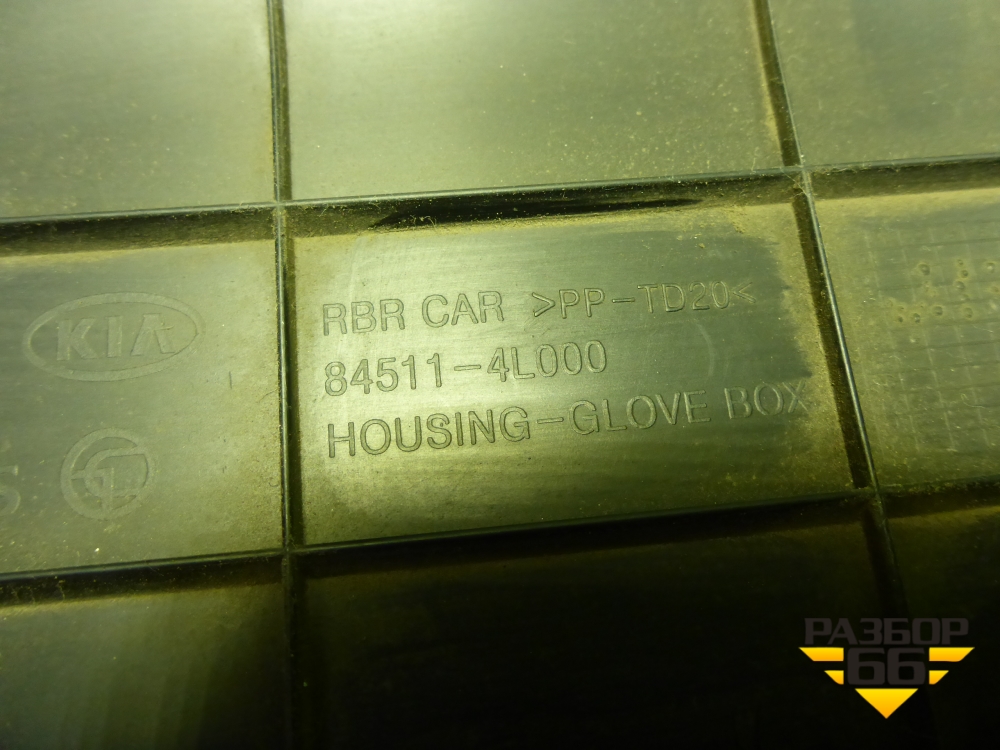 KIA
RBR CAR >PP-TD20<
84511-4L000
HOUSING-GLOVE BOX
S
РАЗБОР
66